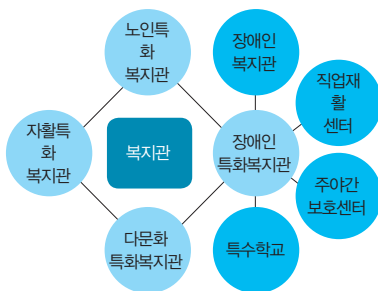 노인특
화
복지관
장애인
복지관
직업재
활
센터
자활특
화
복지관
복지관
장애인
특화복지관
주야간
보호센터
다문화
특화복지관
특수학교